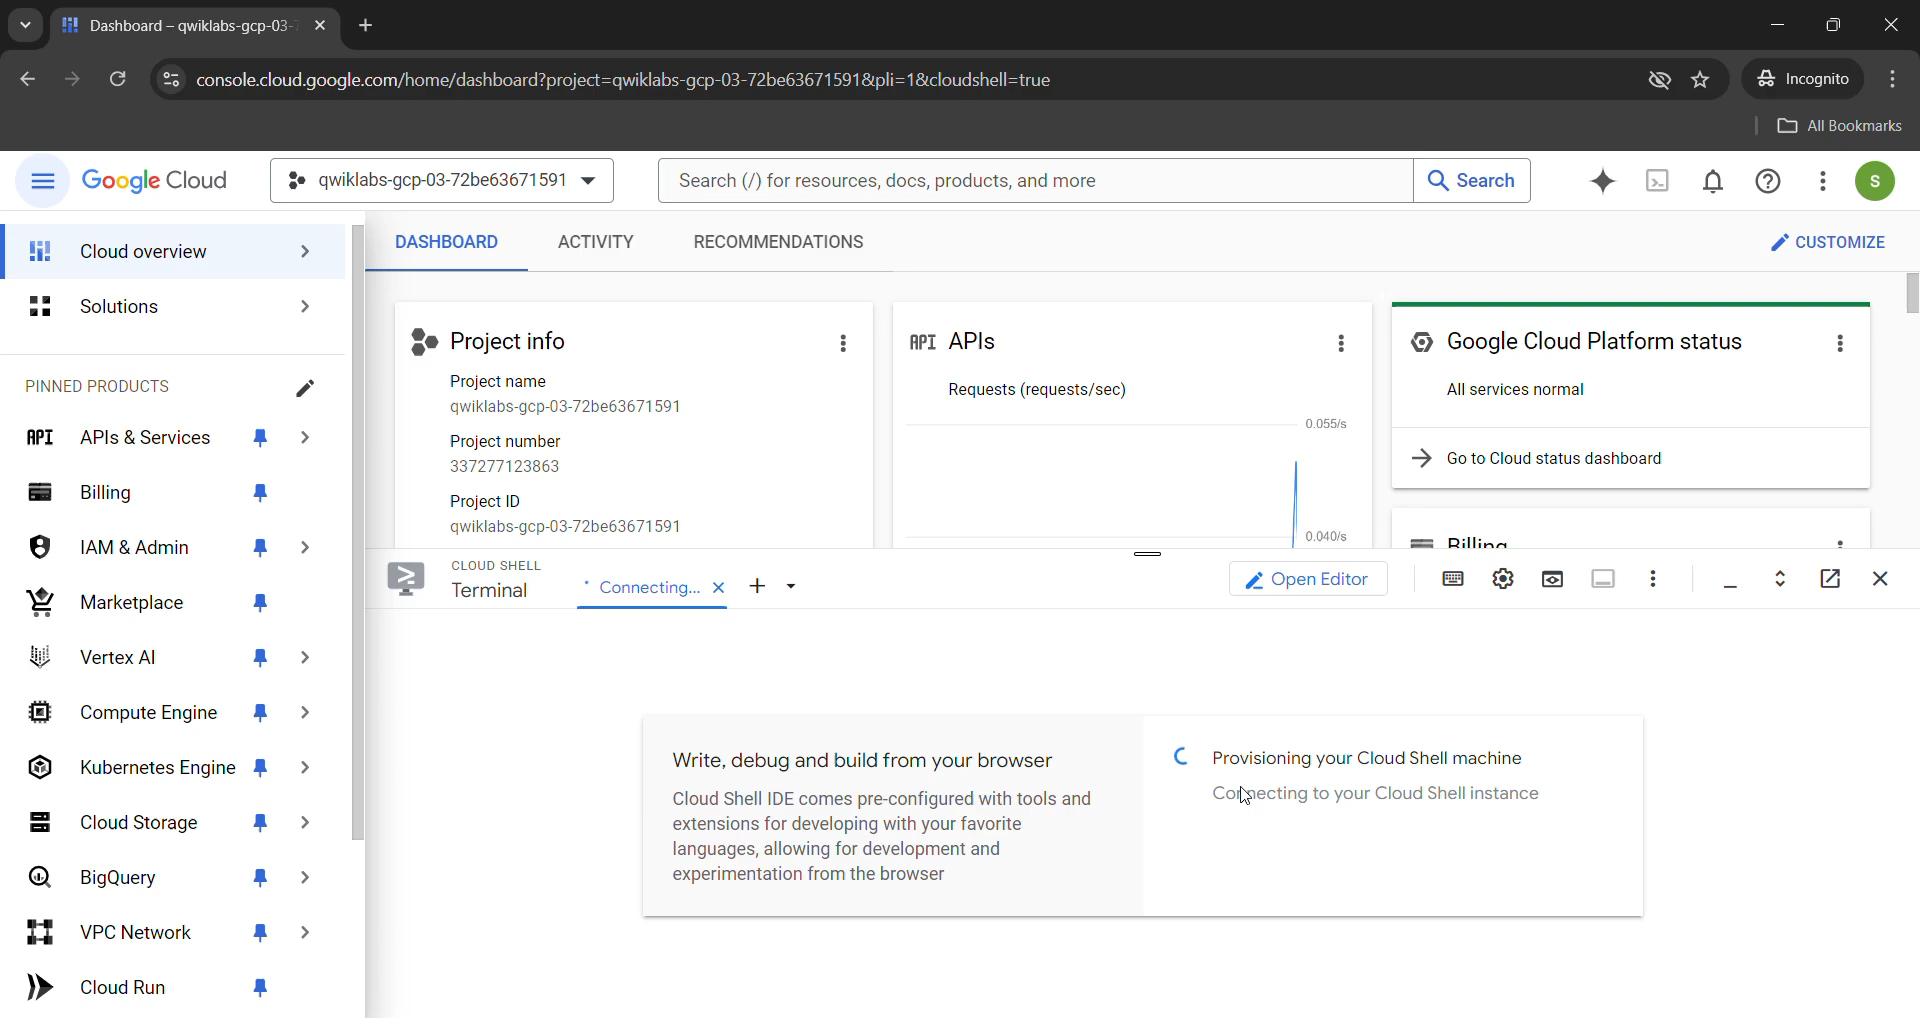 Dashboard – qwiklabs-gcp-03-
console.cloud.google.com/home/dashboard?project=qwiklabs-gcp-03-72be63671591&pli=1&cloudshell=true
Incognito
All Bookmarks
Google Cloud
qwiklabs-gcp-03-72be63671591
Search (/) for resources, docs, products, and more
Search
S
Cloud overview
Solutions
PINNED PRODUCTS
API APIs & Services
Billing
IAM & Admin
Marketplace
Vertex AI
Compute Engine
Kubernetes Engine
Cloud Storage
BigQuery
VPC Network
Cloud Run
DASHBOARD
ACTIVITY
RECOMMENDATIONS
CUSTOMIZE
Project info
Project name
qwiklabs-gcp-03-72be63671591
Project number
337277123863
Project ID
qwiklabs-gcp-03-72be63671591
API APIs
Requests (requests/sec)
0.055/s
0.040/s
Google Cloud Platform status
All services normal
Go to Cloud status dashboard
Billing
CLOUD SHELL
Terminal
Connecting...
Open Editor
Write, debug and build from your browser
Cloud Shell IDE comes pre-configured with tools and
extensions for developing with your favorite
languages, allowing for development and
experimentation from the browser
Provisioning your Cloud Shell machine
Connecting to your Cloud Shell instance